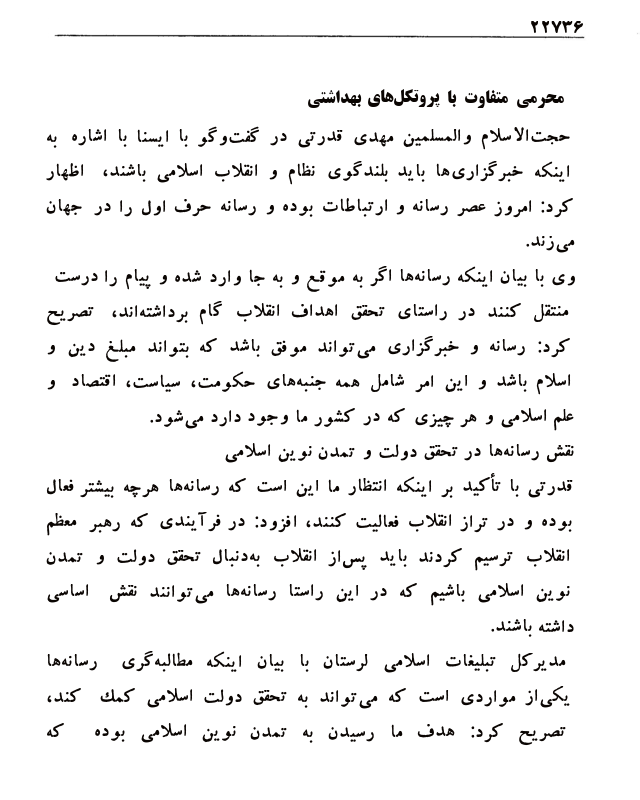 ۲۲۷۳۶
محرمی متفاوت با پروتکل‌های بهداشتی
حجت‌الاسلام والمسلمین مهدی قدرتی در گفت‌وگو با ایسنا با اشاره به
اینکه خبرگزاری‌ها باید بلندگوی نظام و انقلاب اسلامی باشند، اظهار
کرد: امروز عصر رسانه و ارتباطات بوده و رسانه حرف اول را در جهان
می‌زند.
وی با بیان اینکه رسانه‌ها اگر به موقع و به جا وارد شده و پیام را درست
منتقل کنند در راستای تحقق اهداف انقلاب گام برداشته‌اند، تصریح
کرد: رسانه و خبرگزاری می‌تواند موفق باشد که بتواند مبلغ دین و
اسلام باشد و این امر شامل همه جنبه‌های حکومت، سیاست، اقتصاد و
علم اسلامی و هر چیزی که در کشور ما وجود دارد می‌شود.
نقش رسانه‌ها در تحقق دولت و تمدن نوین اسلامی
قدرتی با تأکید بر اینکه انتظار ما این است که رسانه‌ها هرچه بیشتر فعال
بوده و در تراز انقلاب فعالیت کنند، افزود: در فرآیندی که رهبر معظم
انقلاب ترسیم کردند باید پس‌از انقلاب به‌دنبال تحقق دولت و تمدن
نوین اسلامی باشیم که در این راستا رسانه‌ها می‌توانند نقش اساسی
داشته باشند.
مدیرکل تبلیغات اسلامی لرستان با بیان اینکه مطالبه‌گری رسانه‌ها
یکی‌از مواردی است که می‌تواند به تحقق دولت اسلامی کمك کند،
تصریح کرد: هدف ما رسیدن به تمدن نوین اسلامی بوده که